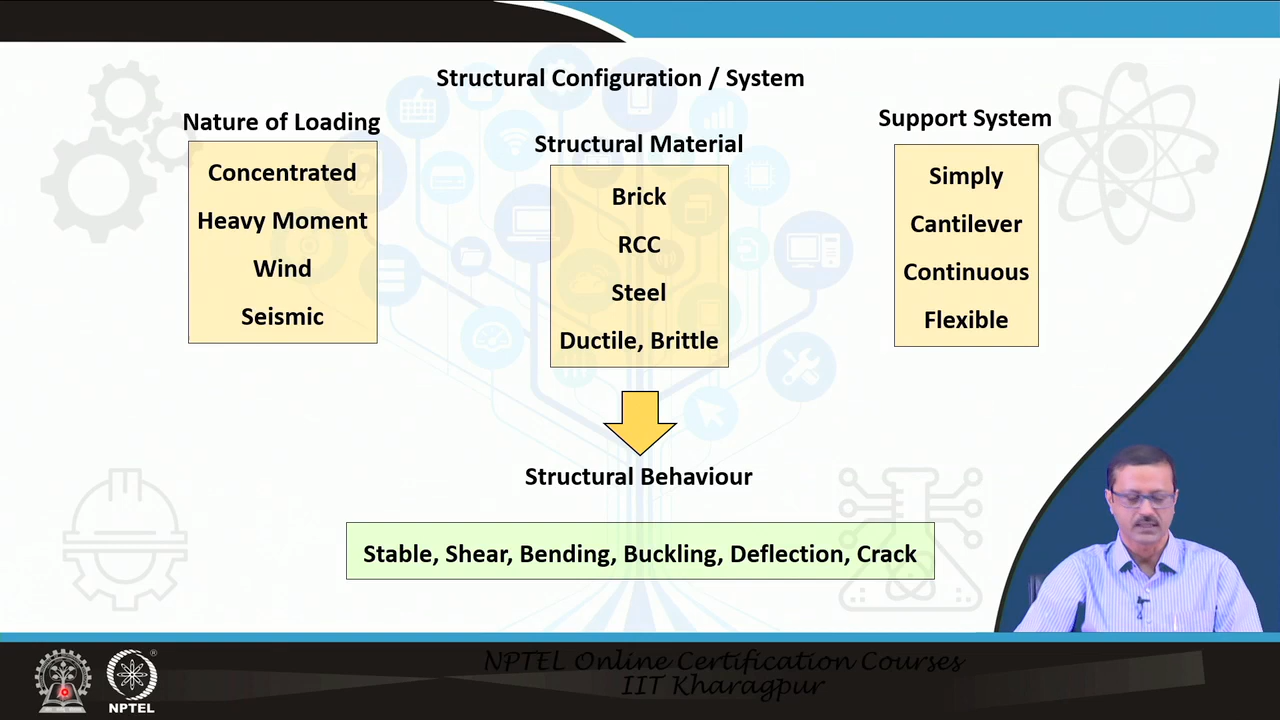 Structural Configuration / System
Nature of Loading
Concentrated
Heavy Moment
Wind
Seismic
Structural Material
Brick
RCC
Steel
Ductile, Brittle
Support System
Simply
Cantilever
Continuous
Flexible
Structural Behaviour
Stable, Shear, Bending, Buckling, Deflection, Crack
NPTEL Online Certification Courses
IIT Kharagpur
NPTEL